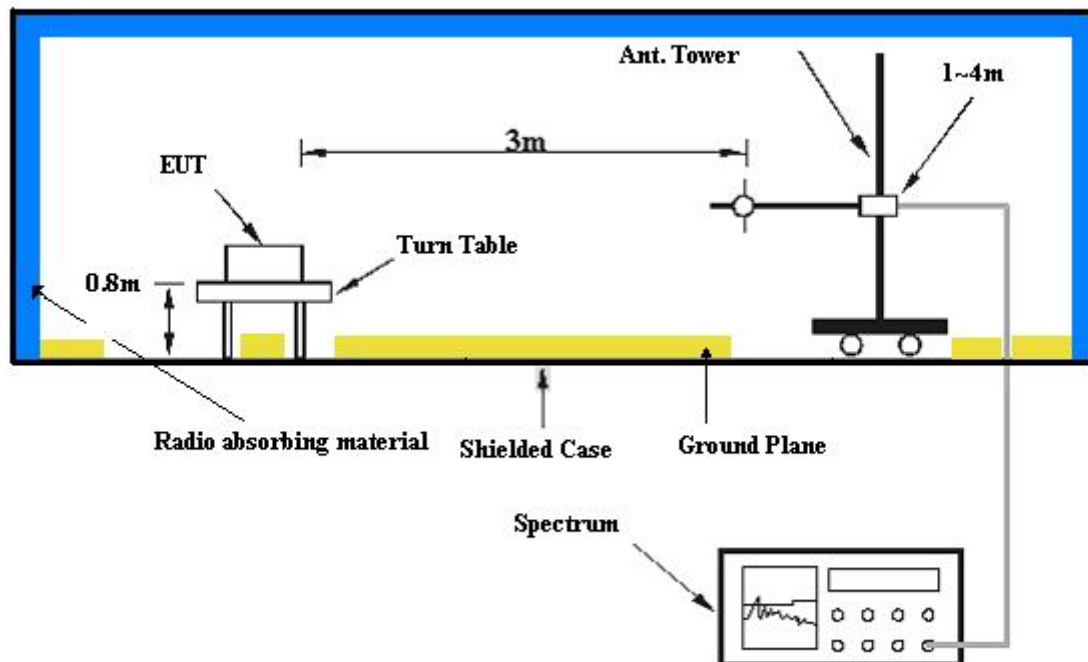 Ant. Tower
1~4m
3m
EUT
Turn Table
0.8m
Radio absorbing material
Shielded Case
Ground Plane
Spectrum